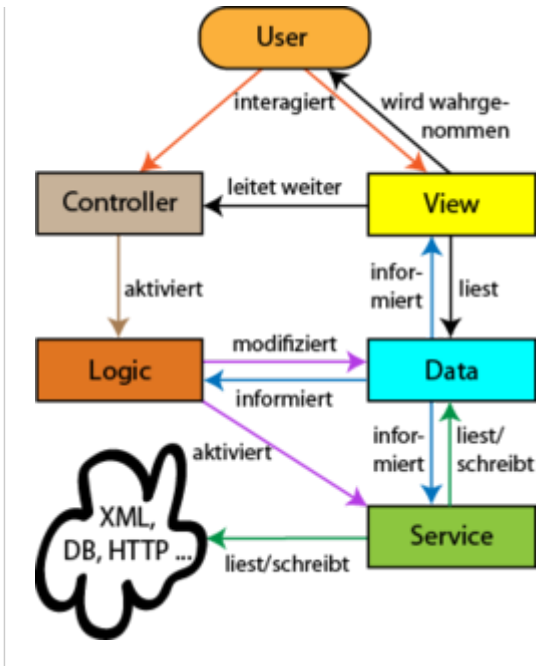 User
interagiert
wird wahrge-
nommen
Controller
leitet weiter
View
aktiviert
infor-
miert
liest
Logic
modifiziert
informiert
Data
aktiviert
infor-
miert
liest/
schreibt
XML,
DB, HTTP ...
liest/schreibt
Service